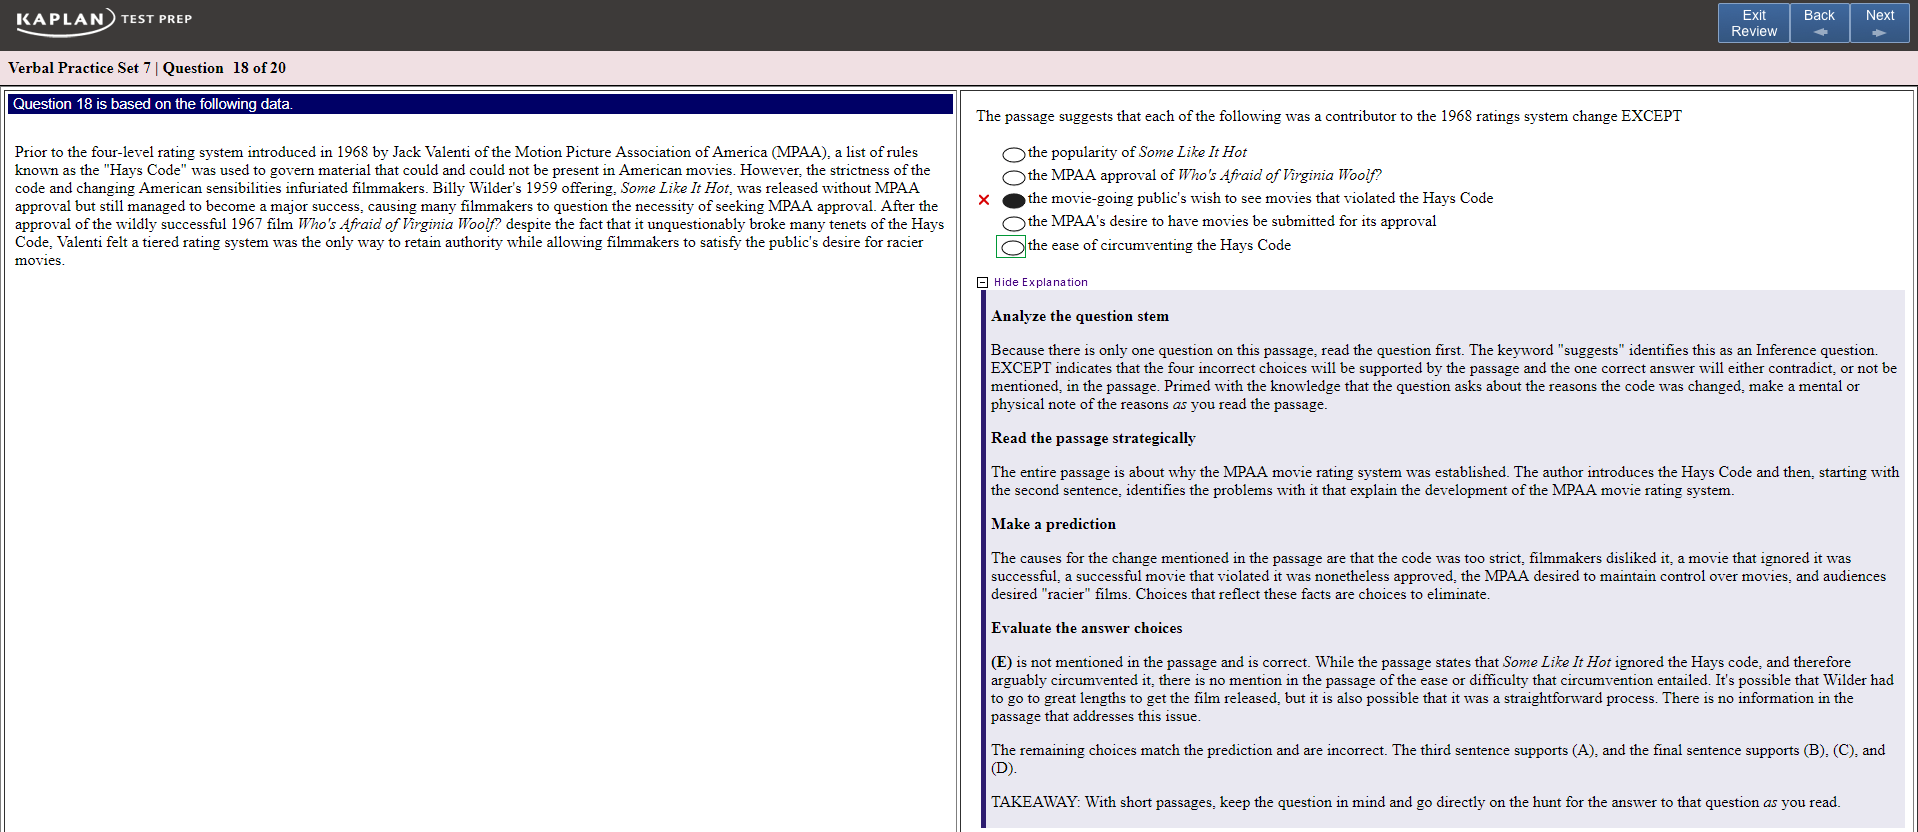 KAPLAN TEST PREP
Exit Review
Back
Next
Verbal Practice Set 7 | Question 18 of 20
Question 18 is based on the following data.
Prior to the four-level rating system introduced in 1968 by Jack Valenti of the Motion Picture Association of America (MPAA), a list of rules
known as the "Hays Code" was used to govern material that could and could not be present in American movies. However, the strictness of the
code and changing American sensibilities infuriated filmmakers. Billy Wilder's 1959 offering, Some Like It Hot, was released without MPAA
approval but still managed to become a major success, causing many filmmakers to question the necessity of seeking MPAA approval. After the
approval of the wildly successful 1967 film Who's Afraid of Virginia Woolf? despite the fact that it unquestionably broke many tenets of the Hays
Code, Valenti felt a tiered rating system was the only way to retain authority while allowing filmmakers to satisfy the public's desire for racier
movies.
The passage suggests that each of the following was a contributor to the 1968 ratings system change EXCEPT
the popularity of Some Like It Hot
the MPAA approval of Who's Afraid of Virginia Woolf?
the movie-going public's wish to see movies that violated the Hays Code
the MPAA's desire to have movies be submitted for its approval
the ease of circumventing the Hays Code
Hide Explanation
Analyze the question stem
Because there is only one question on this passage, read the question first. The keyword "suggests" identifies this as an Inference question.
EXCEPT indicates that the four incorrect choices will be supported by the passage and the one correct answer will either contradict, or not be
mentioned, in the passage. Primed with the knowledge that the question asks about the reasons the code was changed, make a mental or
physical note of the reasons as you read the passage.
Read the passage strategically
The entire passage is about why the MPAA movie rating system was established. The author introduces the Hays Code and then, starting with
the second sentence, identifies the problems with it that explain the development of the MPAA movie rating system.
Make a prediction
The causes for the change mentioned in the passage are that the code was too strict, filmmakers disliked it, a movie that ignored it was
successful, a successful movie that violated it was nonetheless approved, the MPAA desired to maintain control over movies, and audiences
desired "racier" films. Choices that reflect these facts are choices to eliminate.
Evaluate the answer choices
(E) is not mentioned in the passage and is correct. While the passage states that Some Like It Hot ignored the Hays code, and therefore
arguably circumvented it, there is no mention in the passage of the ease or difficulty that circumvention entailed. It's possible that Wilder had
to go to great lengths to get the film released, but it is also possible that it was a straightforward process. There is no information in the
passage that addresses this issue.
The remaining choices match the prediction and are incorrect. The third sentence supports (A), and the final sentence supports (B), (C), and
(D).
TAKEAWAY: With short passages, keep the question in mind and go directly on the hunt for the answer to that question as you read.